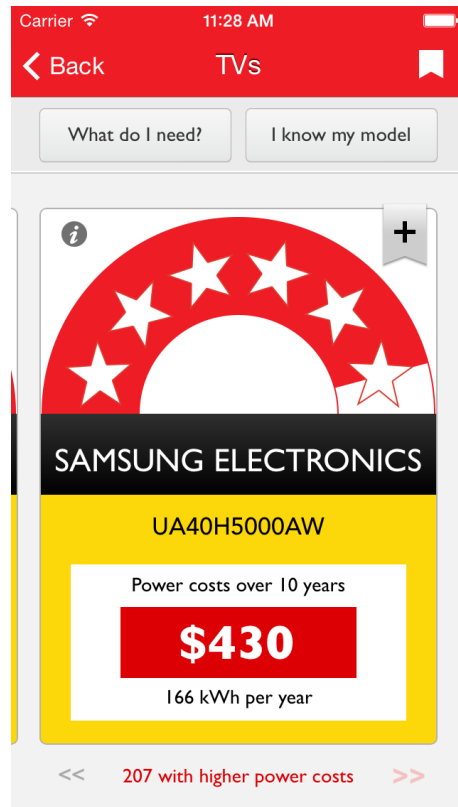 Carrier 11:28 AM
Back TVs
What do I need? I know my model
i +
SAMSUNG ELECTRONICS
UA40H5000AW
Power costs over 10 years
$430
166 kWh per year
<< 207 with higher power costs >>